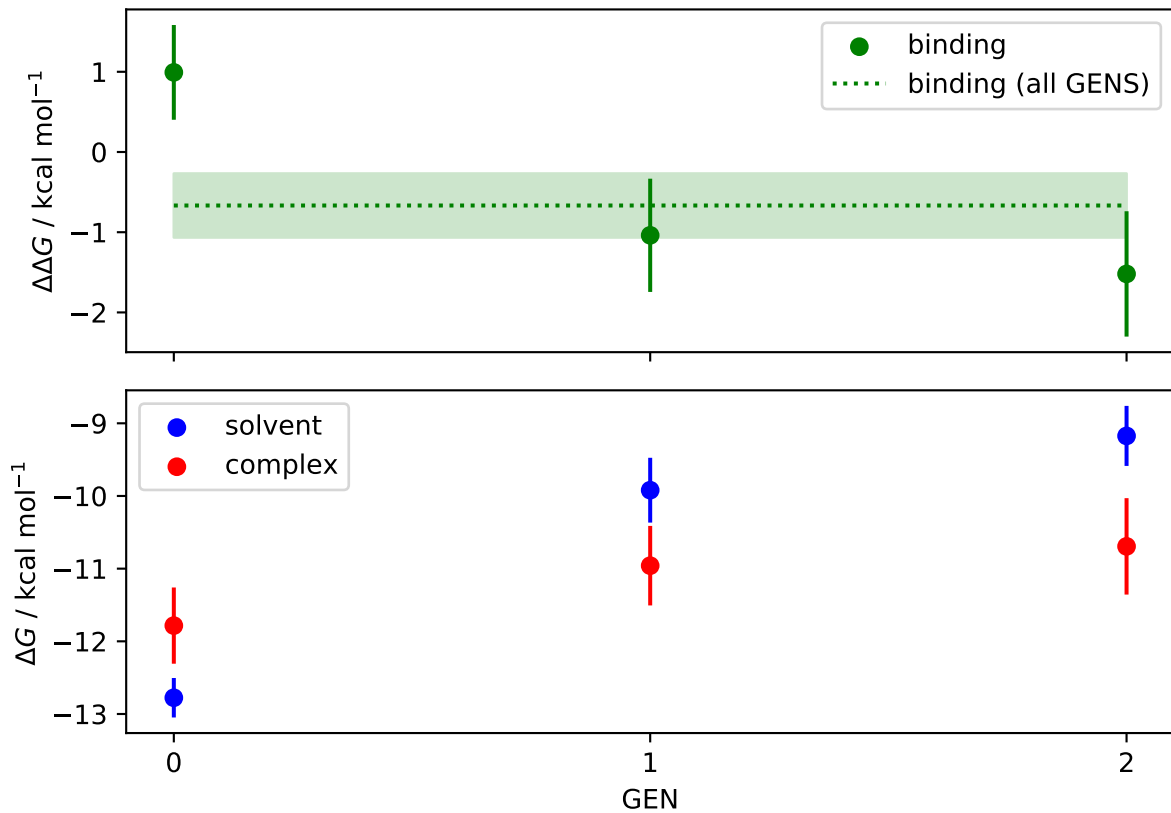 binding
binding (all GENS)
ΔΔG / kcal mol⁻¹
1
0
−1
−2
solvent
complex
ΔG / kcal mol⁻¹
−9
−10
−11
−12
−13
0 1 2
GEN